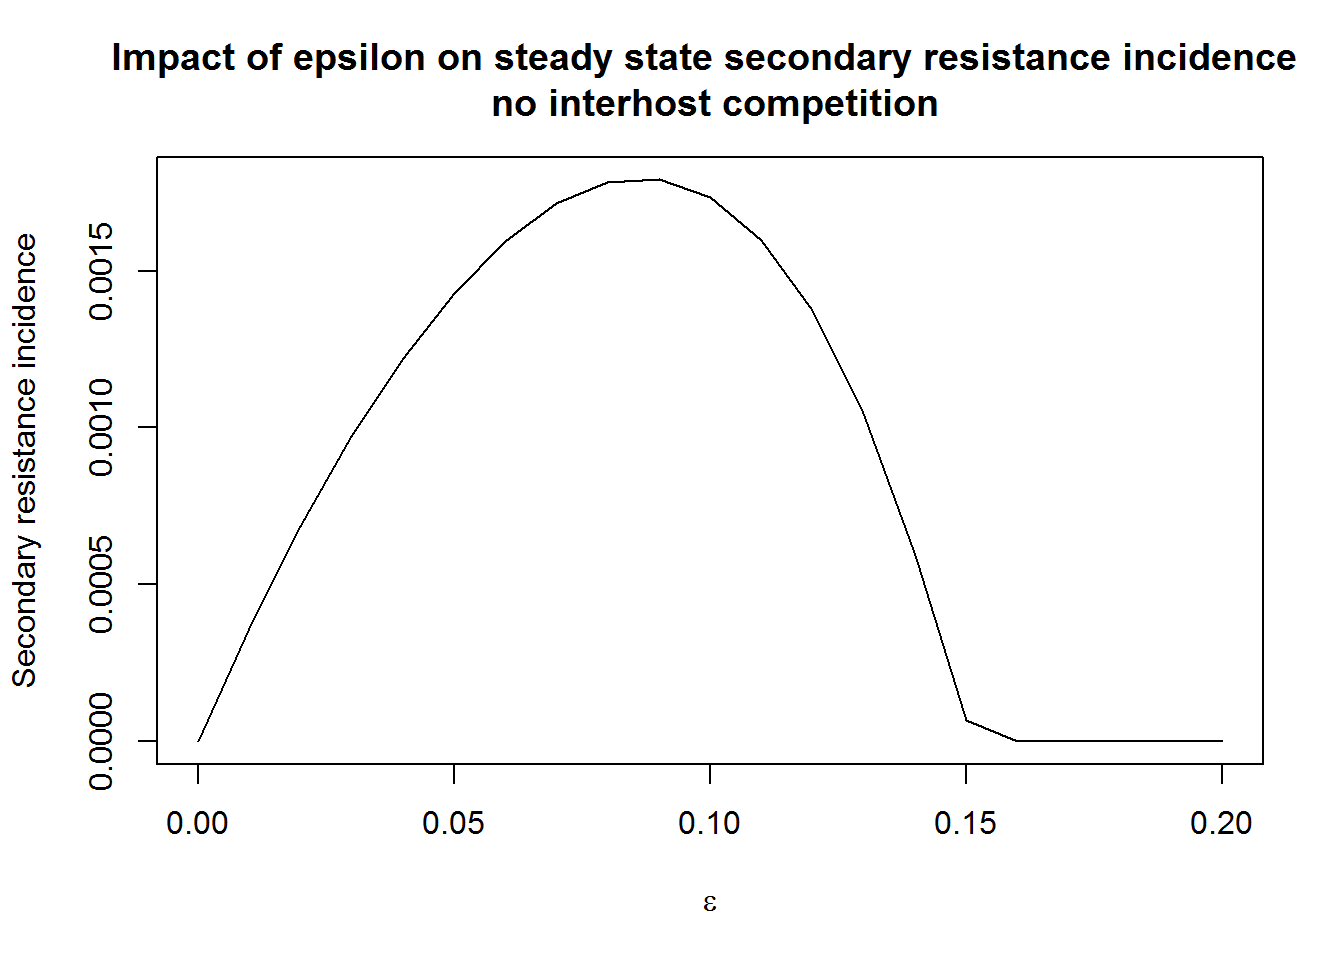 Impact of epsilon on steady state secondary resistance incidence
no interhost competition
Secondary resistance incidence
0.0015
0.0010
0.0005
0.0000
0.00
0.05
0.10
0.15
0.20
ε